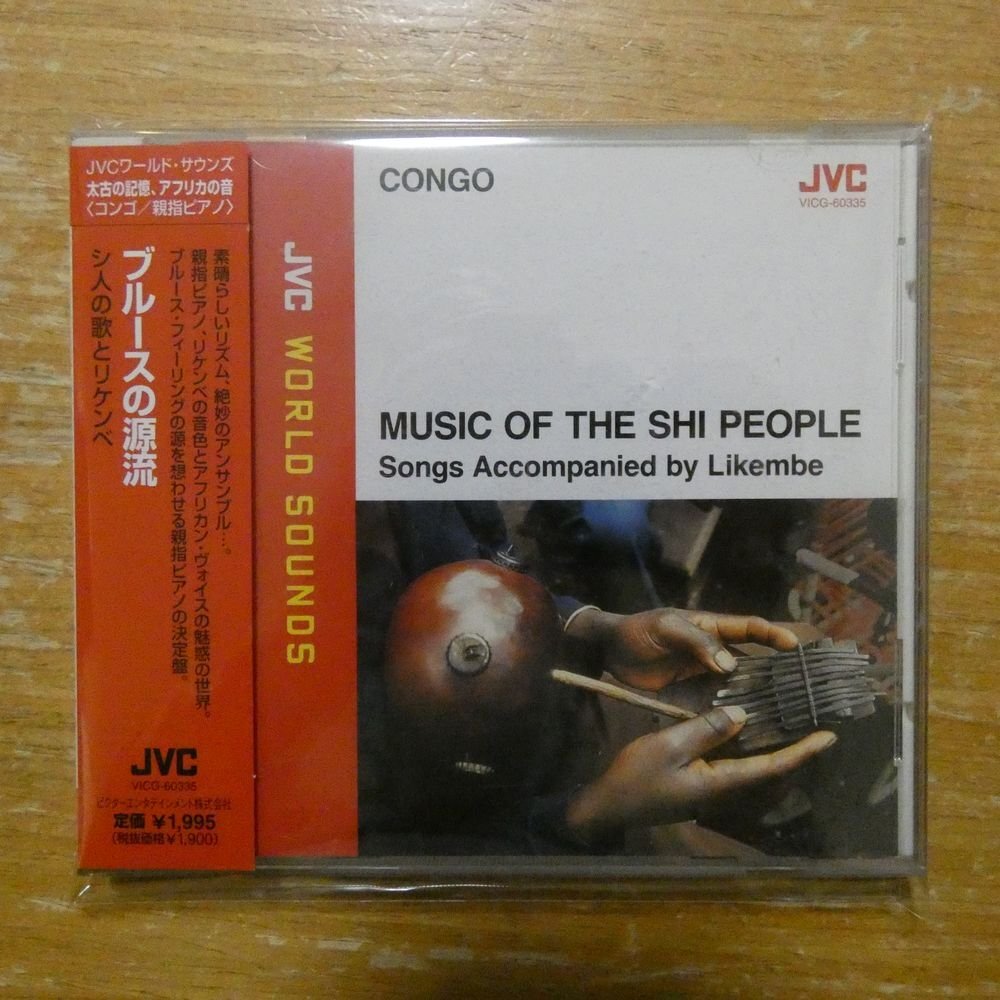 JVCワールド・サウンズ
太古の記憶、アフリカの音
〈コンゴ／親指ピアノ〉
素晴らしいリズム、絶妙のアンサンブル…。
親指ピアノ、リケンベの音色とアフリカン・ヴォイスの魅惑の世界。
ブルース・フィーリングの源を想わせる親指ピアノの決定盤。
ブルースの源流
シ人の歌とリケンベ
JVC
VICG-60335
ビクターエンタテインメント株式会社
定価 ¥1,995
(税抜価格¥1,900)
JVC WORLD SOUNDS
CONGO
JVC
VICG-60335
MUSIC OF THE SHI PEOPLE
Songs Accompanied by Likembe